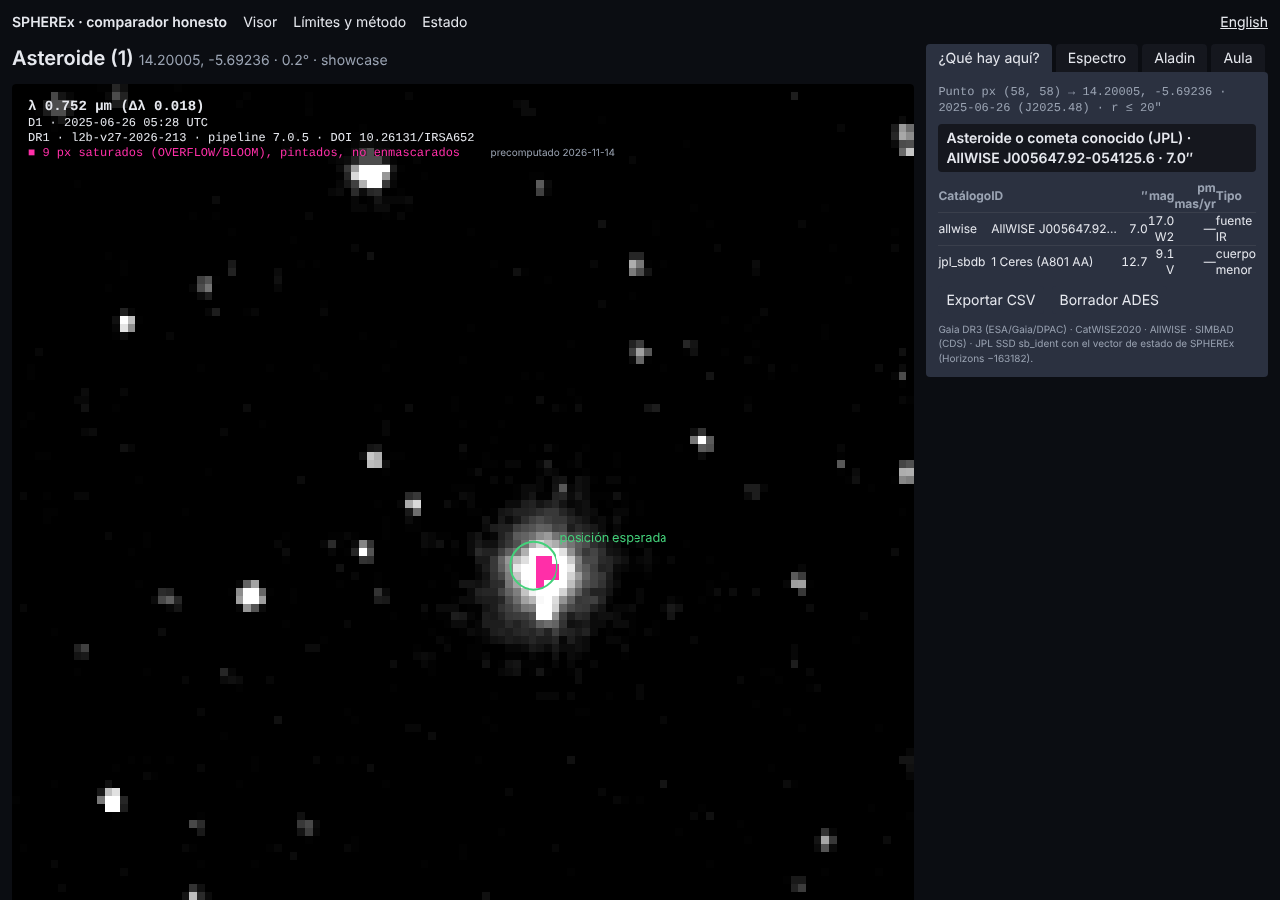 SPHEREx · comparador honesto Visor Límites y método Estado English
Asteroide (1) 14.20005, -5.69236 · 0.2° · showcase
λ 0.752 µm (Δλ 0.018)
D1 · 2025-06-26 05:28 UTC
DR1 · l2b-v27-2026-213 · pipeline 7.0.5 · DOI 10.26131/IRSA652
■ 9 px saturados (OVERFLOW/BLOOM), pintados, no enmascarados precomputado 2026-11-14
posición esperada
¿Qué hay aquí? Espectro Aladin Aula
Punto px (58, 58) → 14.20005, -5.69236 ·
2025-06-26 (J2025.48) · r ≤ 20″
Asteroide o cometa conocido (JPL) ·
AllWISE J005647.92-054125.6 · 7.0″
Catálogo ID ″ mag pm mas/yr Tipo
allwise AllWISE J005647.92… 7.0 17.0 W2 — fuente IR
jpl_sbdb 1 Ceres (A801 AA) 12.7 9.1 V — cuerpo menor
Exportar CSV Borrador ADES
Gaia DR3 (ESA/Gaia/DPAC) · CatWISE2020 · AllWISE · SIMBAD
(CDS) · JPL SSD sb_ident con el vector de estado de SPHEREx
(Horizons −163182).